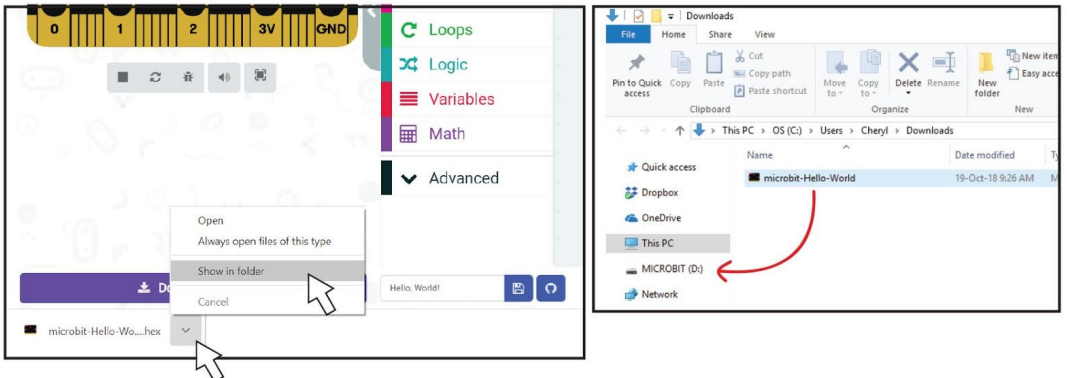 0 1 2 3V GND
Loops
Logic
Variables
Math
Advanced
Open
Always open files of this type
Show in folder
Cancel
Hello, World!
microbit-Hello-Wo....hex
Downloads
File Home Share View
Pin to Quick access
Copy
Paste
Cut
Copy path
Paste shortcut
Clipboard
Move to
Copy to
Delete
Rename
Organize
New folder
New item
Easy acce
New
This PC > OS (C:) > Users > Cheryl > Downloads
Name Date modified
Quick access
Dropbox
OneDrive
This PC
MICROBIT (D:)
Network
microbit-Hello-World 19-Oct-18 9:26 AM M